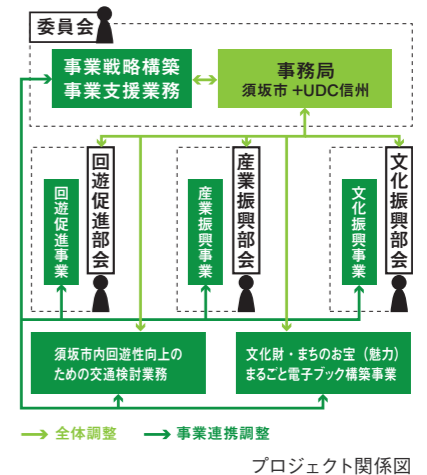 委員会
事業戦略構築
事業支援業務
事務局
須坂市 +UDC信州
回遊促進部会
回遊促進事業
産業振興部会
産業振興事業
文化振興部会
文化振興事業
須坂市内回遊性向上の
ための交通検討業務
文化財・まちのお宝（魅力）
まるごと電子ブック構築事業
全体調整
事業連携調整
プロジェクト関係図